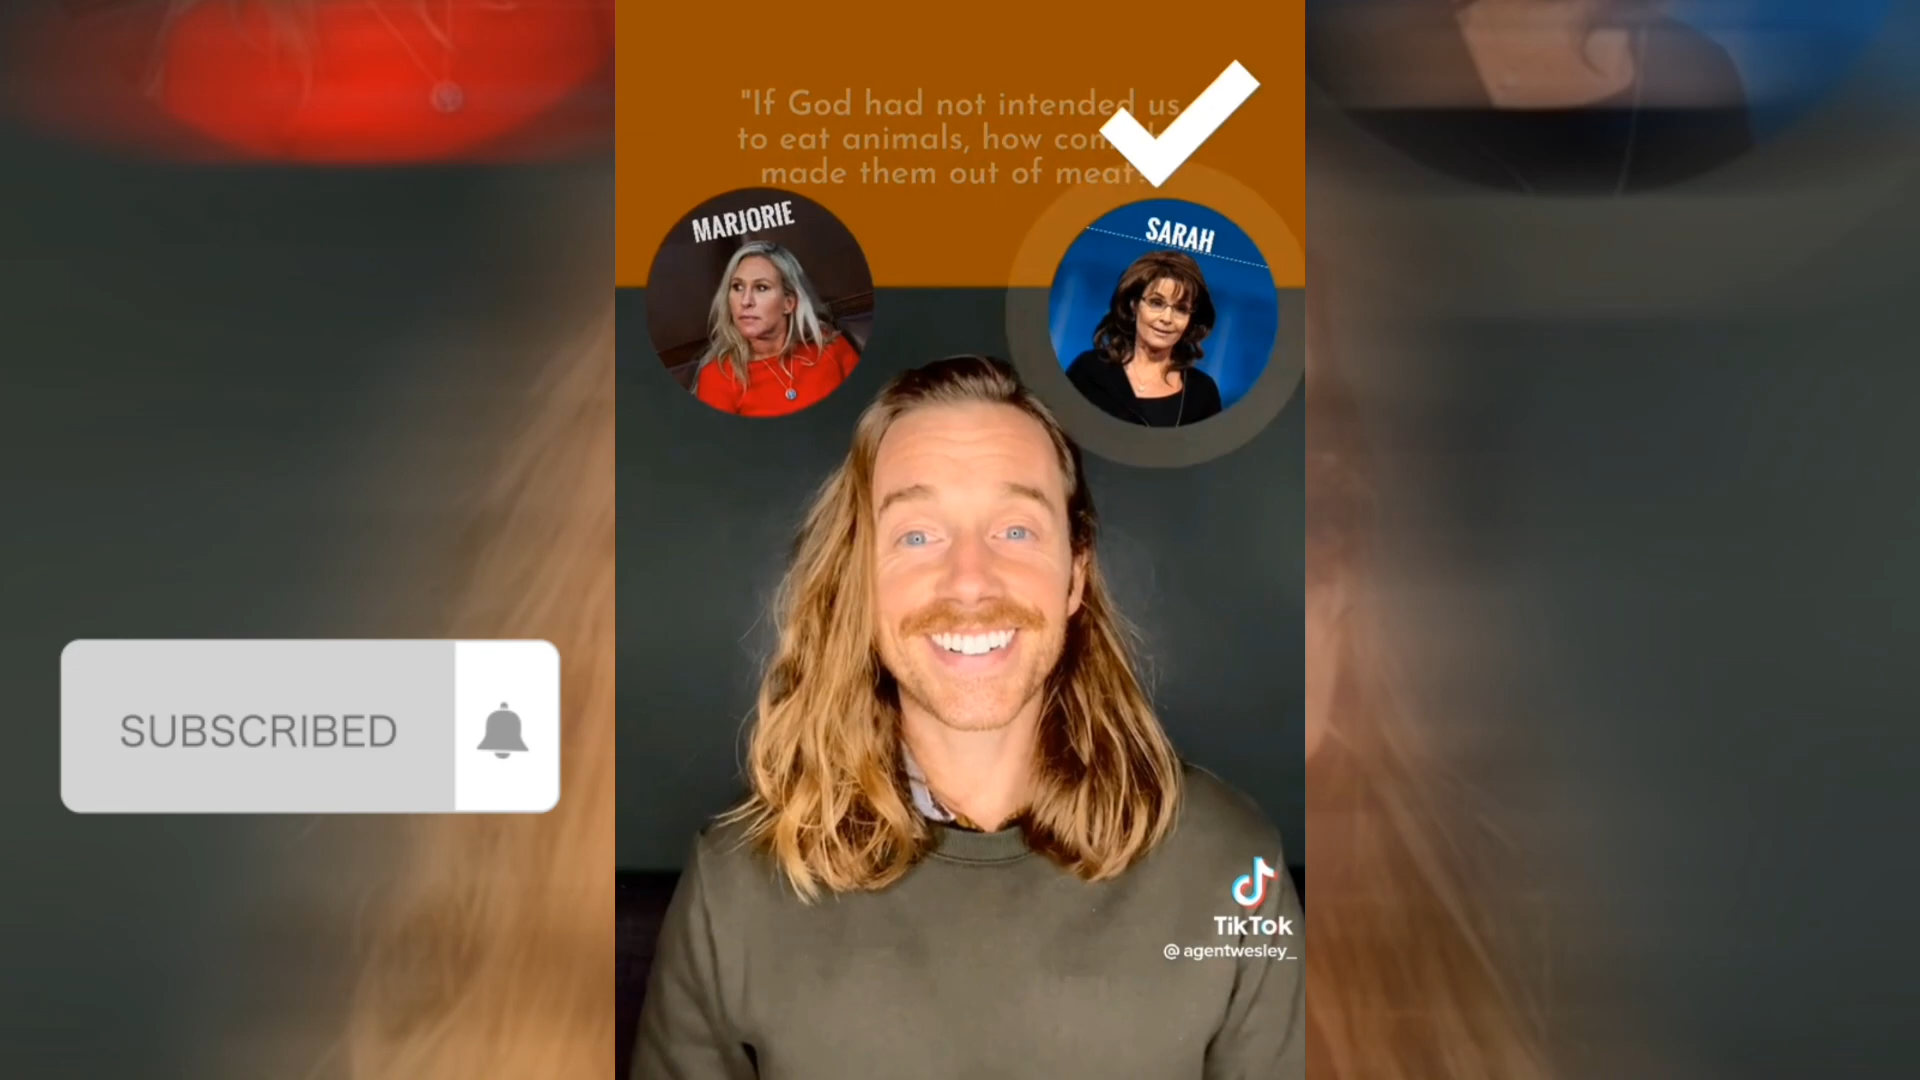 "If God had not intended us
to eat animals, how com
made them out of meat?
MARJORIE
SARAH
SUBSCRIBED
TikTok
@agentwesley_